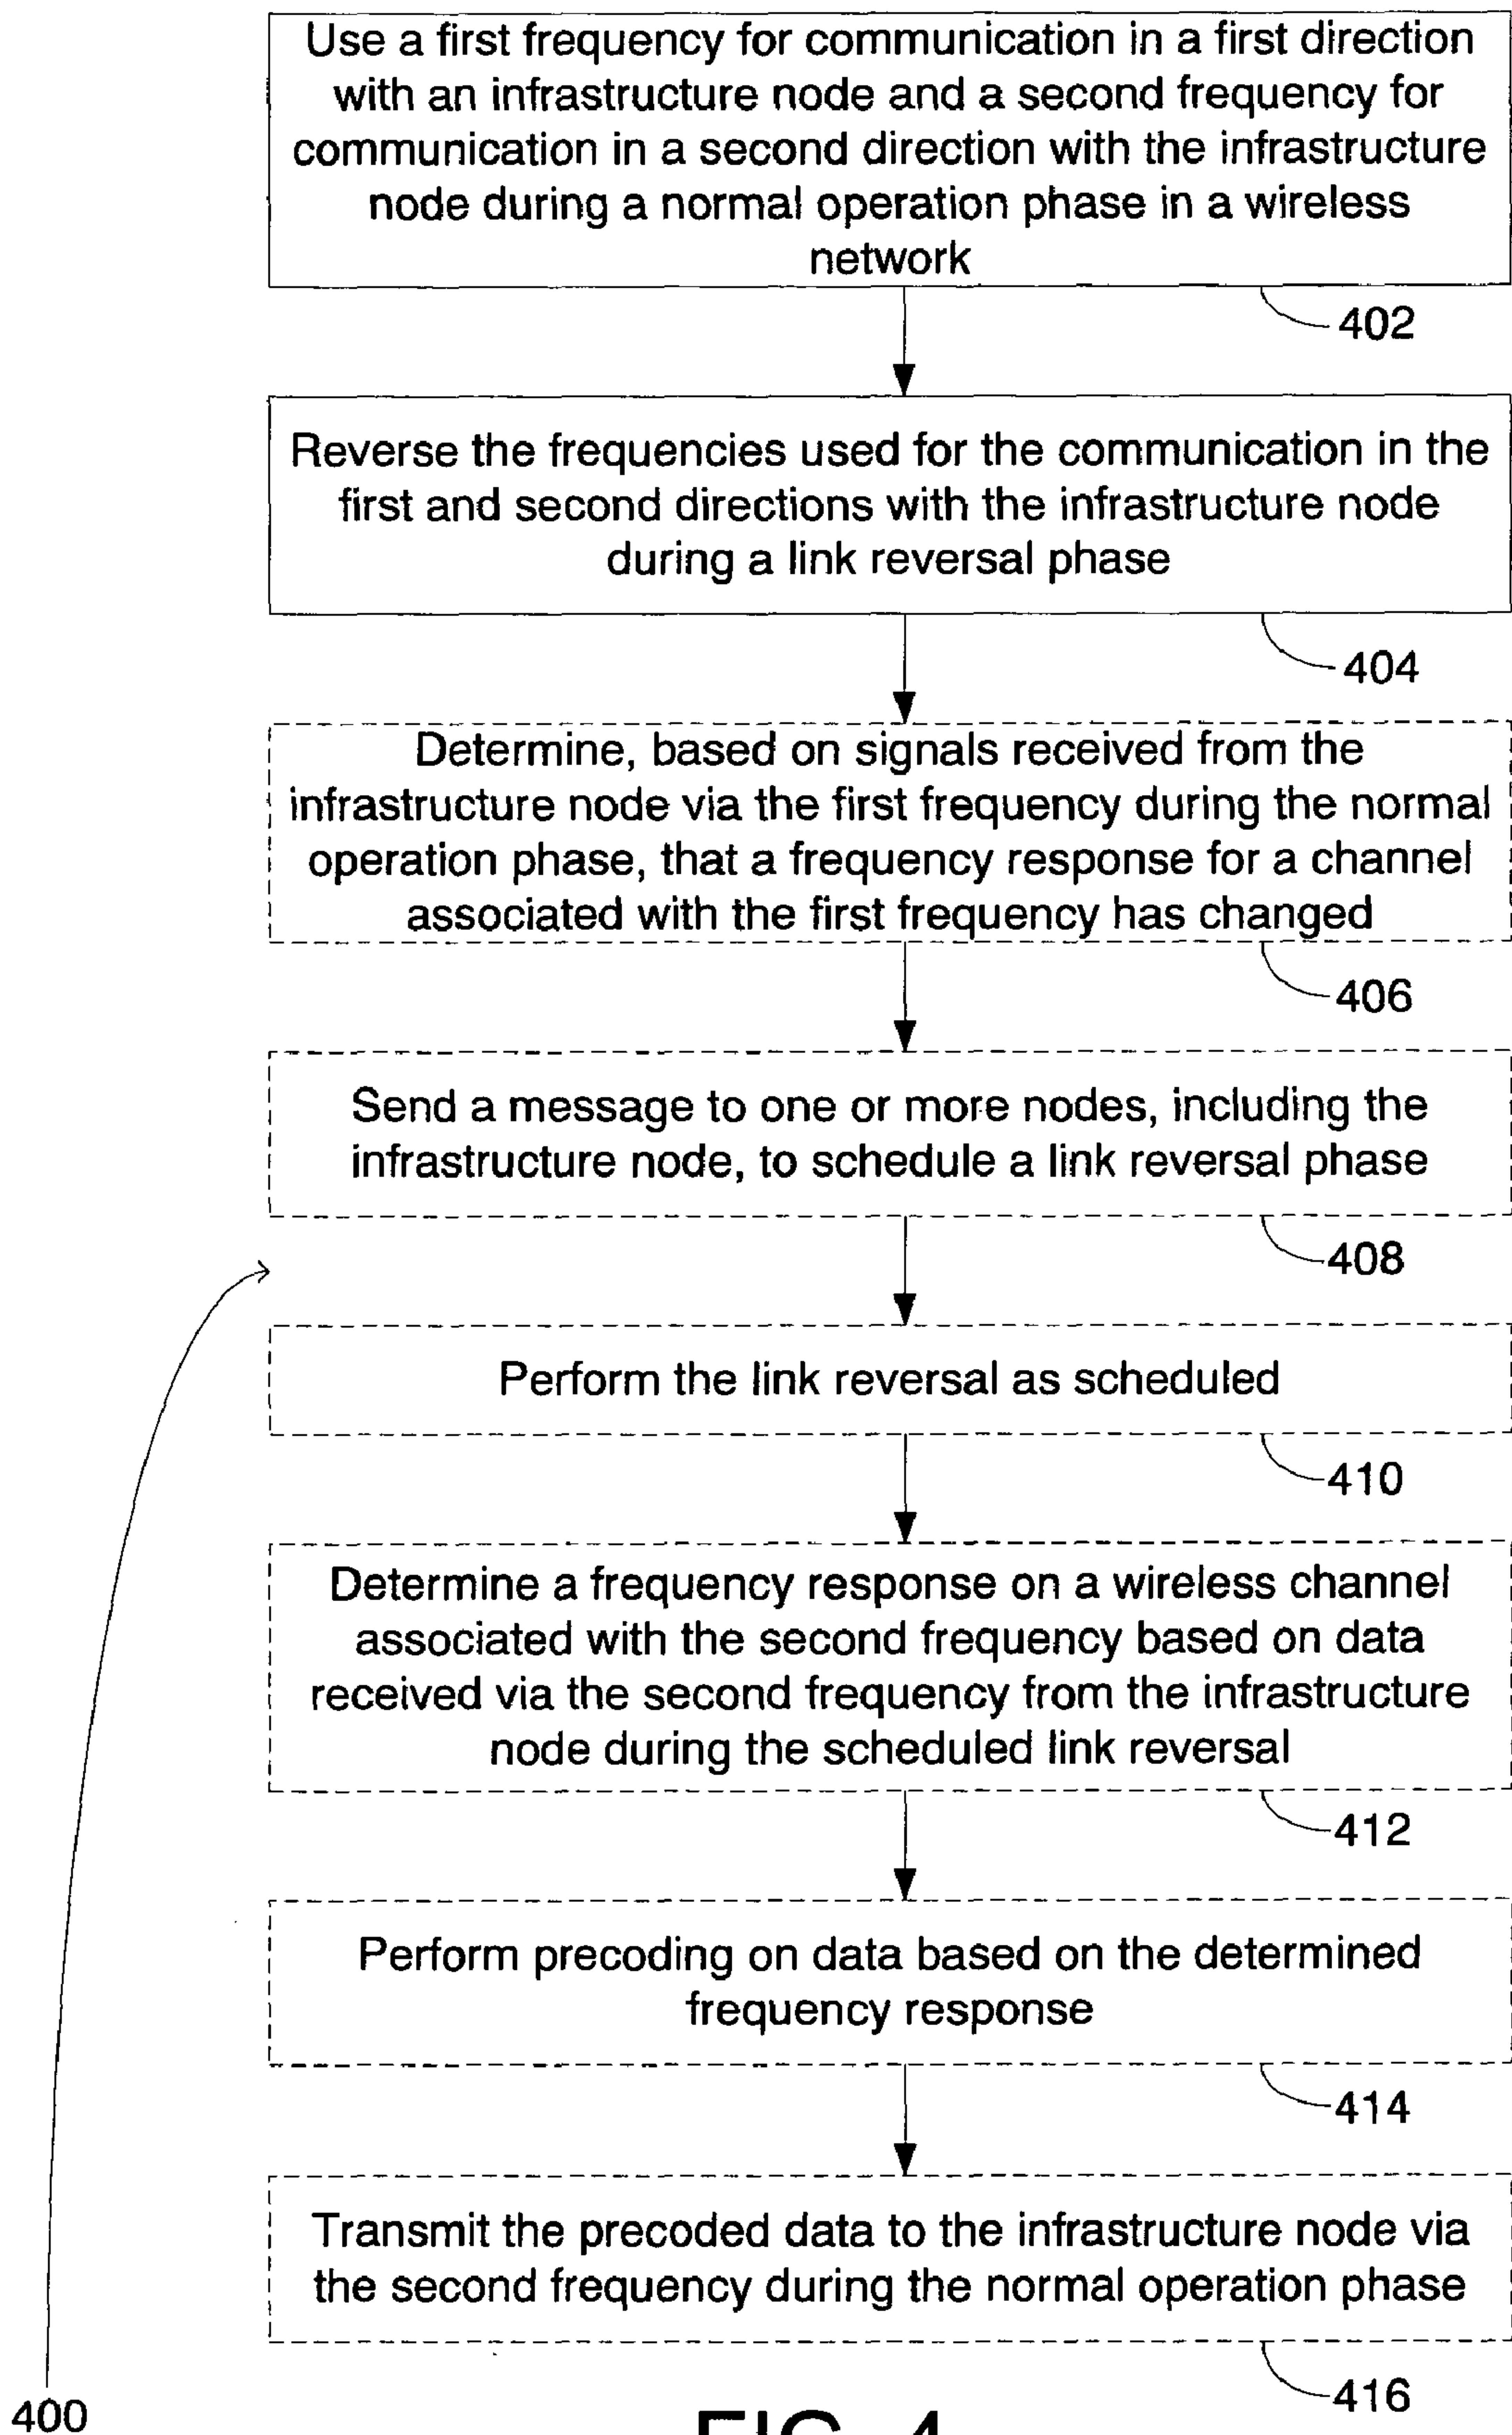 Use a first frequency for communication in a first direction
with an infrastructure node and a second frequency for
communication in a second direction with the infrastructure
node during a normal operation phase in a wireless
network
402
Reverse the frequencies used for the communication in the
first and second directions with the infrastructure node
during a link reversal phase
404
Determine, based on signals received from the
infrastructure node via the first frequency during the normal
operation phase, that a frequency response for a channel
associated with the first frequency has changed
406
Send a message to one or more nodes, including the
infrastructure node, to schedule a link reversal phase
408
Perform the link reversal as scheduled
410
Determine a frequency response on a wireless channel
associated with the second frequency based on data
received via the second frequency from the infrastructure
node during the scheduled link reversal
412
Perform precoding on data based on the determined
frequency response
414
Transmit the precoded data to the infrastructure node via
the second frequency during the normal operation phase
416
400
FIG. 4